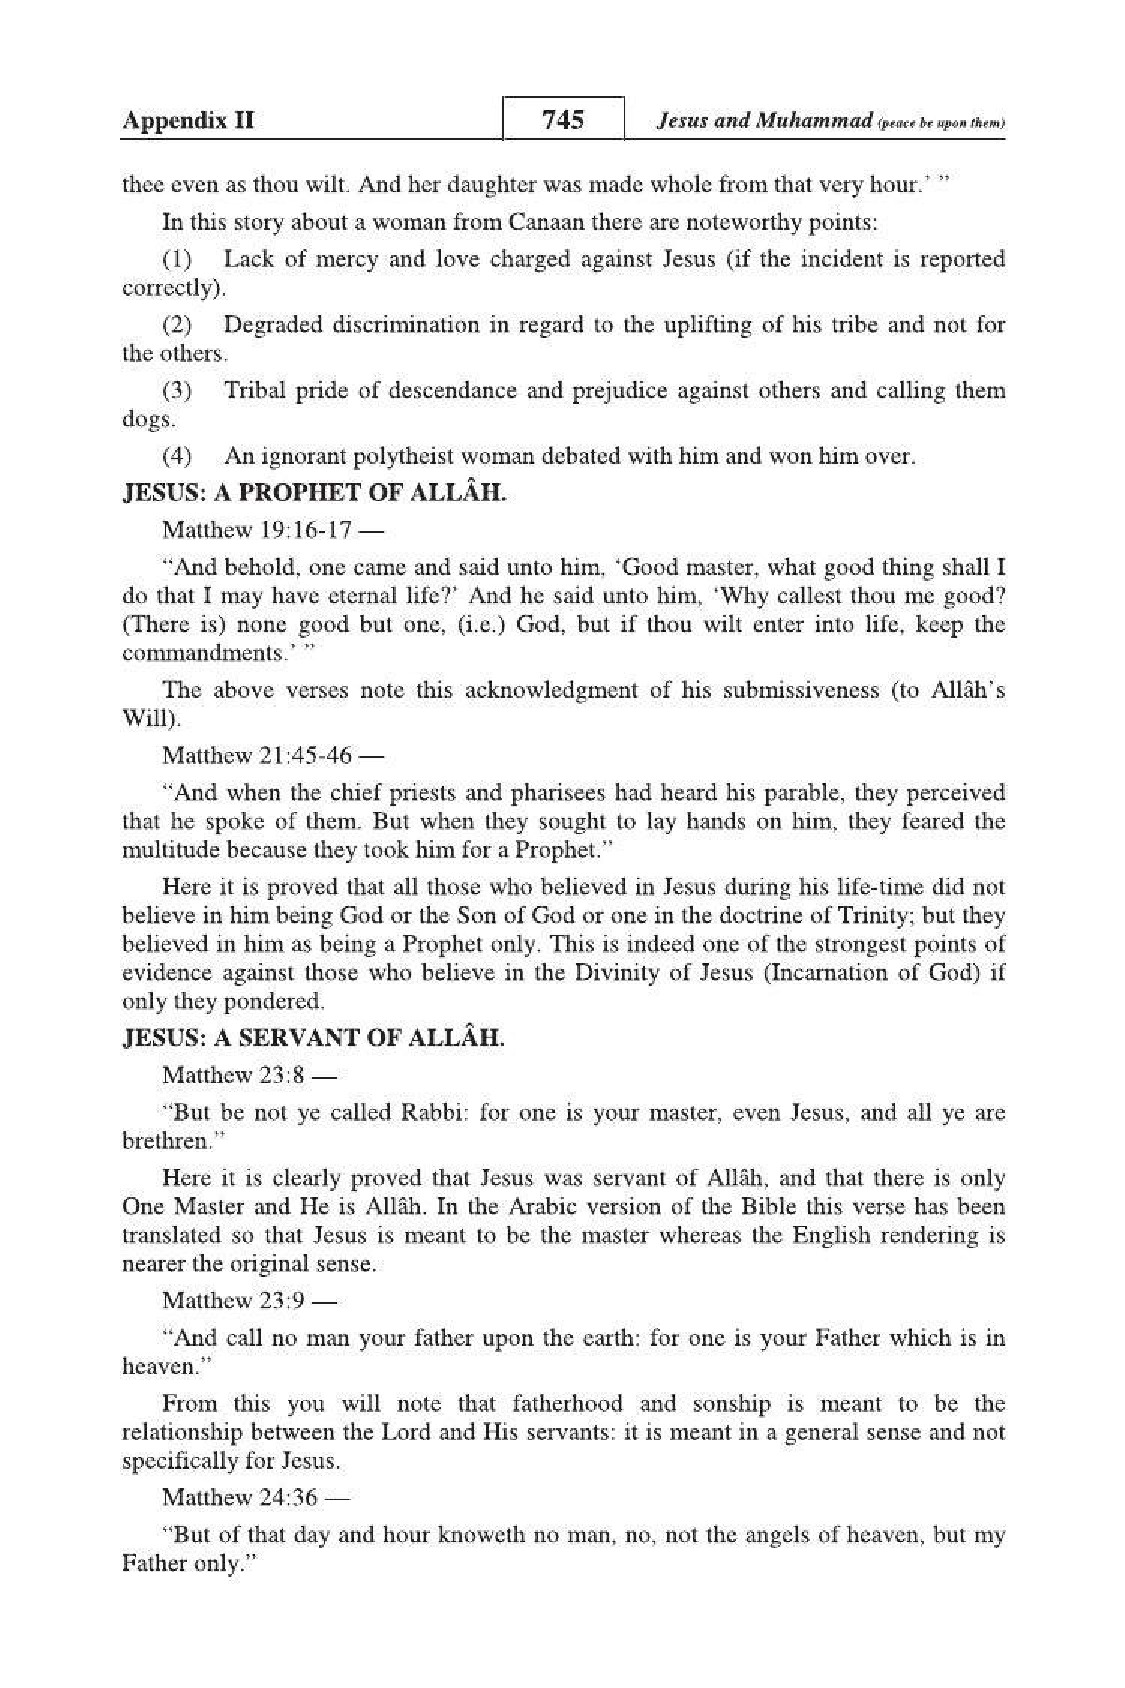 Appendix II 745 Jesus and Muhammad (peace be upon them)
thee even as thou wilt. And her daughter was made whole from that very hour.’ ”
In this story about a woman from Canaan there are noteworthy points:
(1) Lack of mercy and love charged against Jesus (if the incident is reported
correctly).
(2) Degraded discrimination in regard to the uplifting of his tribe and not for
the others.
(3) Tribal pride of descendance and prejudice against others and calling them
dogs.
(4) An ignorant polytheist woman debated with him and won him over.
JESUS: A PROPHET OF ALLÂH.
Matthew 19:16-17 —
“And behold, one came and said unto him, ‘Good master, what good thing shall I
do that I may have eternal life?’ And he said unto him, ‘Why callest thou me good?
(There is) none good but one, (i.e.) God, but if thou wilt enter into life, keep the
commandments.’ ”
The above verses note this acknowledgment of his submissiveness (to Allâh’s
Will).
Matthew 21:45-46 —
“And when the chief priests and pharisees had heard his parable, they perceived
that he spoke of them. But when they sought to lay hands on him, they feared the
multitude because they took him for a Prophet.”
Here it is proved that all those who believed in Jesus during his life-time did not
believe in him being God or the Son of God or one in the doctrine of Trinity; but they
believed in him as being a Prophet only. This is indeed one of the strongest points of
evidence against those who believe in the Divinity of Jesus (Incarnation of God) if
only they pondered.
JESUS: A SERVANT OF ALLÂH.
Matthew 23:8 —
“But be not ye called Rabbi: for one is your master, even Jesus, and all ye are
brethren.”
Here it is clearly proved that Jesus was servant of Allâh, and that there is only
One Master and He is Allâh. In the Arabic version of the Bible this verse has been
translated so that Jesus is meant to be the master whereas the English rendering is
nearer the original sense.
Matthew 23:9 —
“And call no man your father upon the earth: for one is your Father which is in
heaven.”
From this you will note that fatherhood and sonship is meant to be the
relationship between the Lord and His servants: it is meant in a general sense and not
specifically for Jesus.
Matthew 24:36 —
“But of that day and hour knoweth no man, no, not the angels of heaven, but my
Father only.”